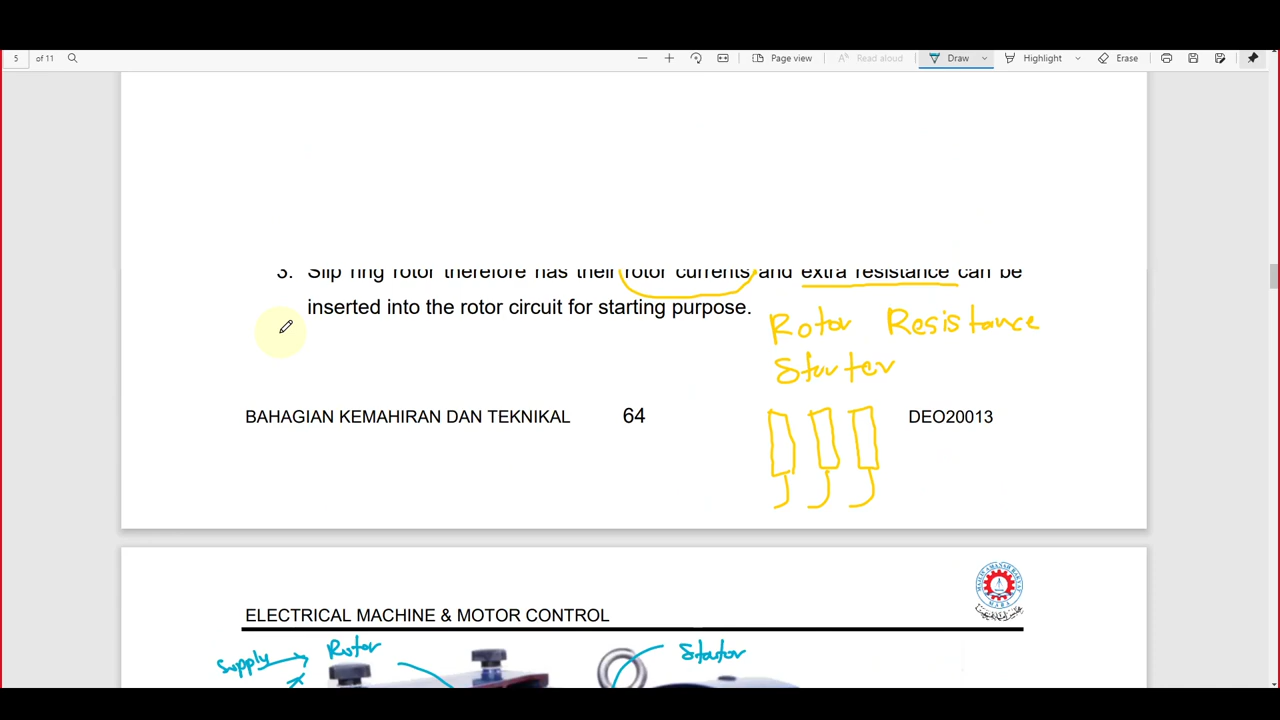 5 of 11 Page view Read aloud Draw Highlight Erase
3. Slip ring rotor therefore has their rotor currents and extra resistance can be
inserted into the rotor circuit for starting purpose.
Rotor Resistance
Starter
BAHAGIAN KEMAHIRAN DAN TEKNIKAL 64 DEO20013
ELECTRICAL MACHINE & MOTOR CONTROL
Supply Rotor Stator